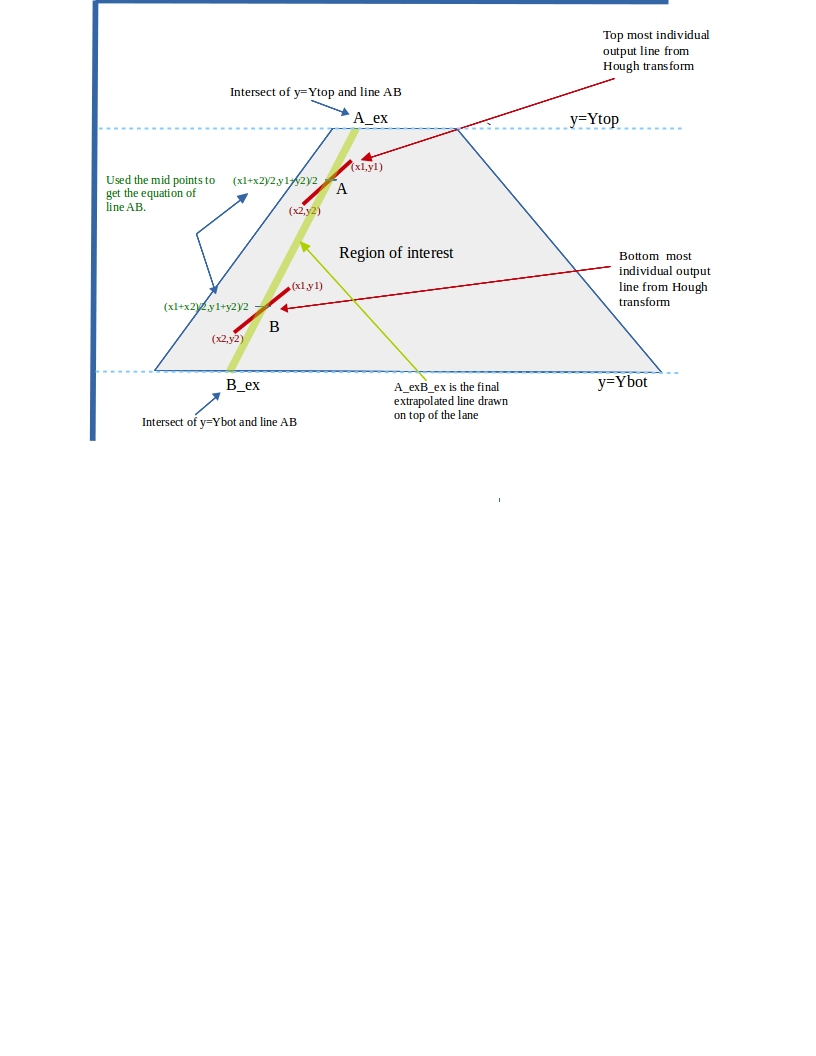 Top most individual
output line from
Hough transform
Intersect of y=Ytop and line AB
A_ex
y=Ytop
(x1,y1)
Used the mid points to
get the equation of
line AB.
(x1+x2)/2,y1+y2)/2
A
(x2,y2)
Region of interest
Bottom most
individual output
line from Hough
transform
(x1,y1)
(x1+x2)/2,y1+y2)/2
B
(x2,y2)
B_ex
y=Ybot
A_exB_ex is the final
extrapolated line drawn
on top of the lane
Intersect of y=Ybot and line AB